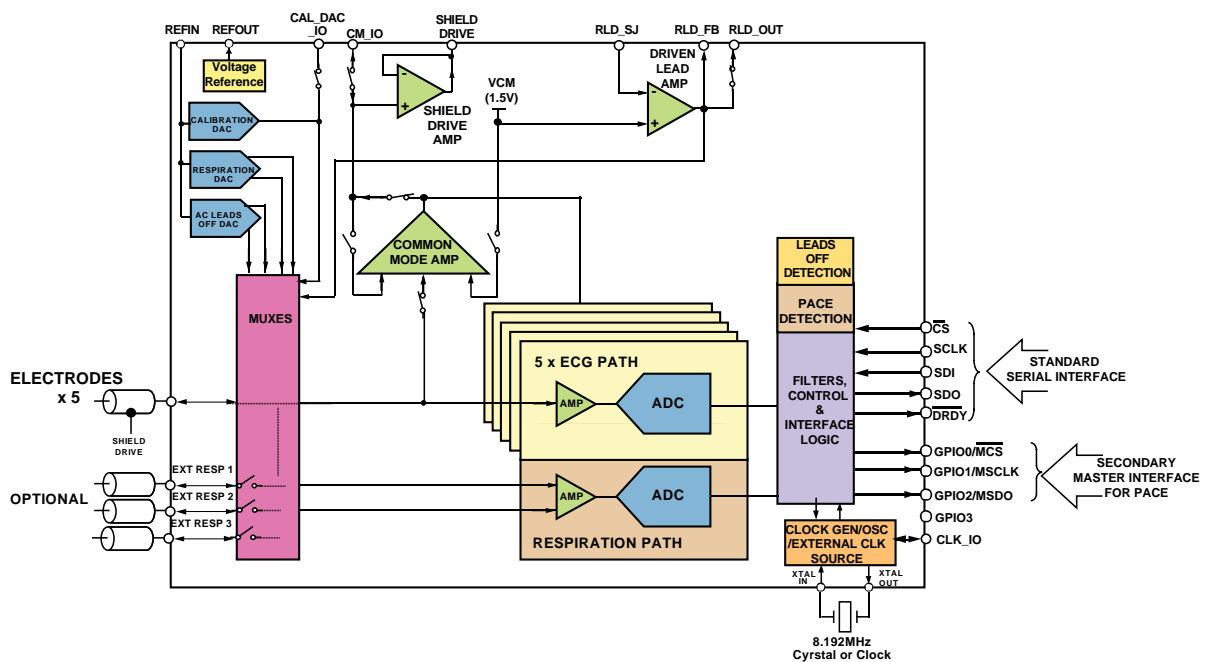 REFIN
REFOUT
CAL_DAC
_IO
CM_IO
SHIELD
DRIVE
RLD_SJ
RLD_FB
RLD_OUT
Voltage
Reference
DRIVEN
LEAD
AMP
VCM
(1.5V)
-
+
SHIELD
DRIVE
AMP
-
+
CALIBRATION
DAC
RESPIRATION
DAC
AC LEADS
OFF DAC
COMMON
MODE AMP
MUXES
LEADS
OFF
DETECTION
PACE
DETECTION
FILTERS,
CONTROL
&
INTERFACE
LOGIC
5 x ECG PATH
AMP
ADC
AMP
ADC
RESPIRATION PATH
ELECTRODES
x 5
SHIELD
DRIVE
OPTIONAL
EXT RESP 1
EXT RESP 2
EXT RESP 3
CS
SCLK
SDI
SDO
DRDY
STANDARD
SERIAL INTERFACE
GPIO0/MCS
GPIO1/MSCLK
GPIO2/MSDO
SECONDARY
MASTER INTERFACE
FOR PACE
GPIO3
CLK_IO
CLOCK GEN/OSC
/EXTERNAL CLK
SOURCE
XTAL
IN
XTAL
OUT
8.192MHz
Cyrstal or Clock